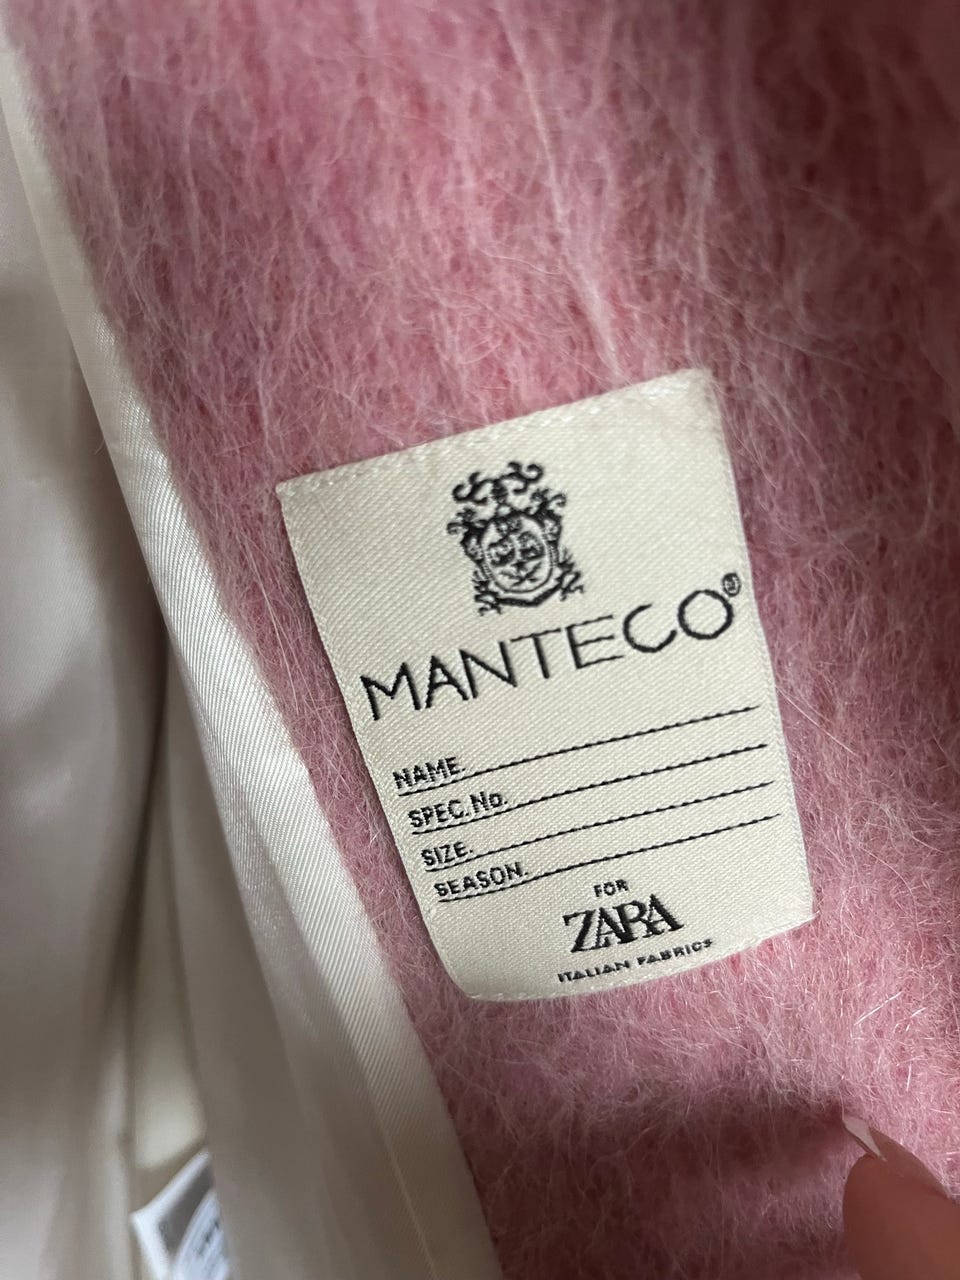 MANTECO®
NAME.
SPEC. No.
SIZE.
SEASON.
FOR
ZARA
ITALIAN FABRICS